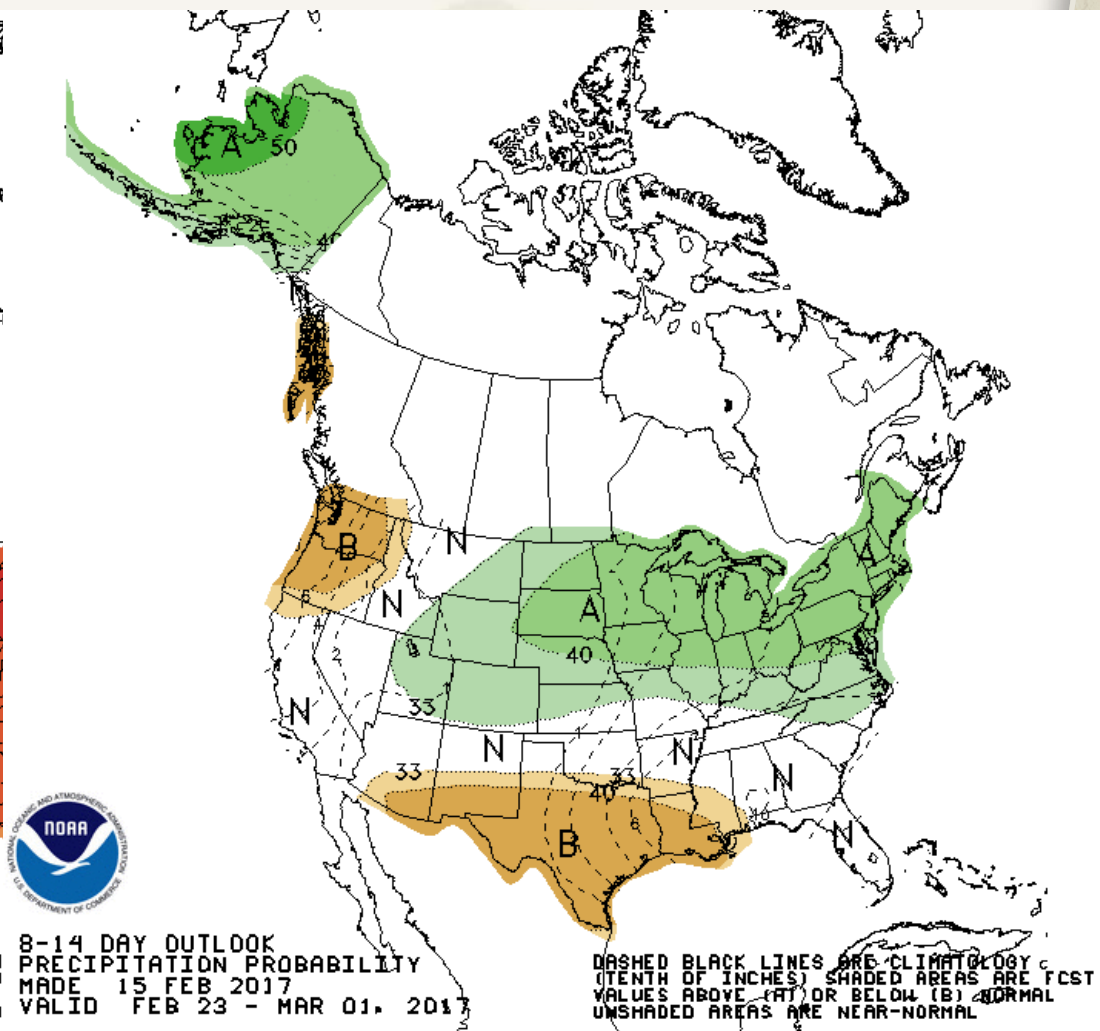 A
50
40
N
B
N
N
A
A
6
4
2
40
33
N
N
N
N
33
33
40
B
6
N
NOAA
NATIONAL OCEANIC AND ATMOSPHERIC ADMINISTRATION
U.S. DEPARTMENT OF COMMERCE
8-14 DAY OUTLOOK
PRECIPITATION PROBABILITY
MADE 15 FEB 2017
VALID FEB 23 - MAR 01, 2017
DASHED BLACK LINES ARE CLIMATOLOGY
(TENTH OF INCHES) SHADED AREAS ARE FCST
VALUES ABOVE (A) OR BELOW (B) NORMAL
UNSHADED AREAS ARE NEAR-NORMAL